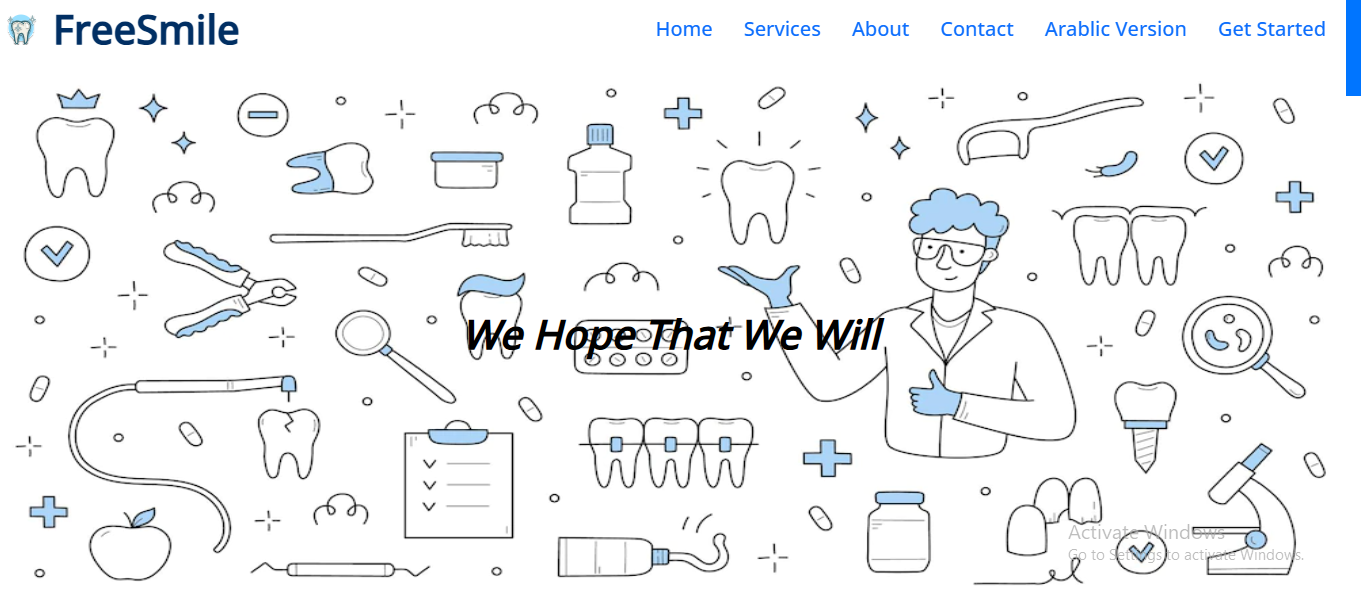 FreeSmile
Home Services About Contact Arablic Version Get Started
We Hope That We Will
Activate Windows
Go to Settings to activate Windows.